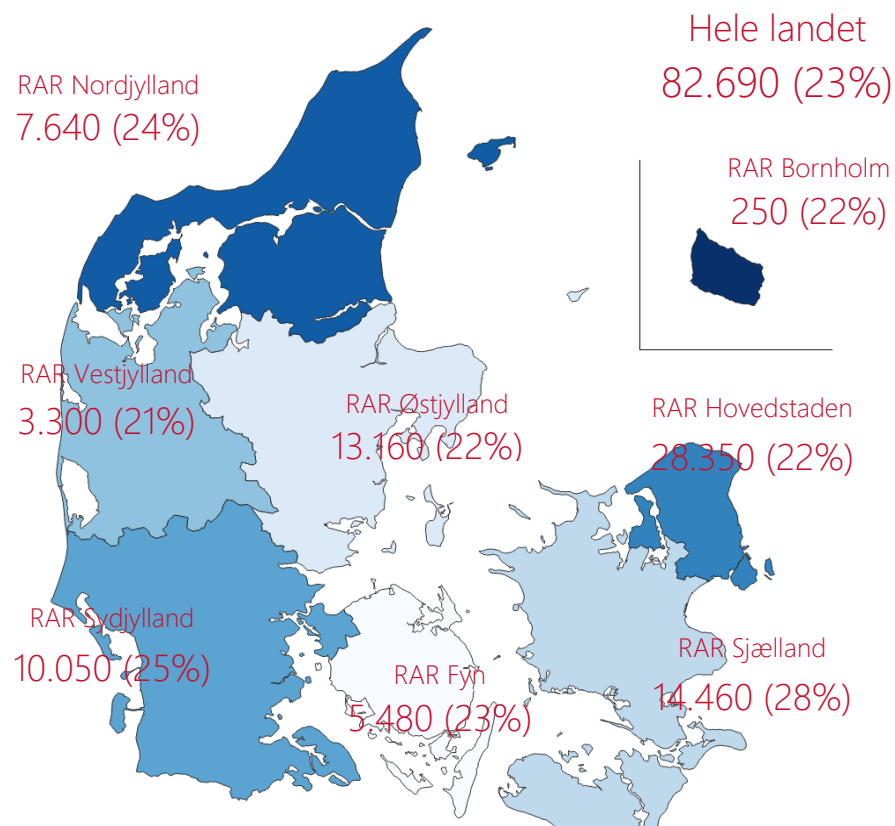 Hele landet
82.690 (23%)
RAR Nordjylland
7.640 (24%)
RAR Bornholm
250 (22%)
RAR Vestjylland
3.300 (21%)
RAR Østjylland
13.160 (22%)
RAR Hovedstaden
28.350 (22%)
RAR Sydjylland
10.050 (25%)
RAR Fyn
5.480 (23%)
RAR Sjælland
14.460 (28%)